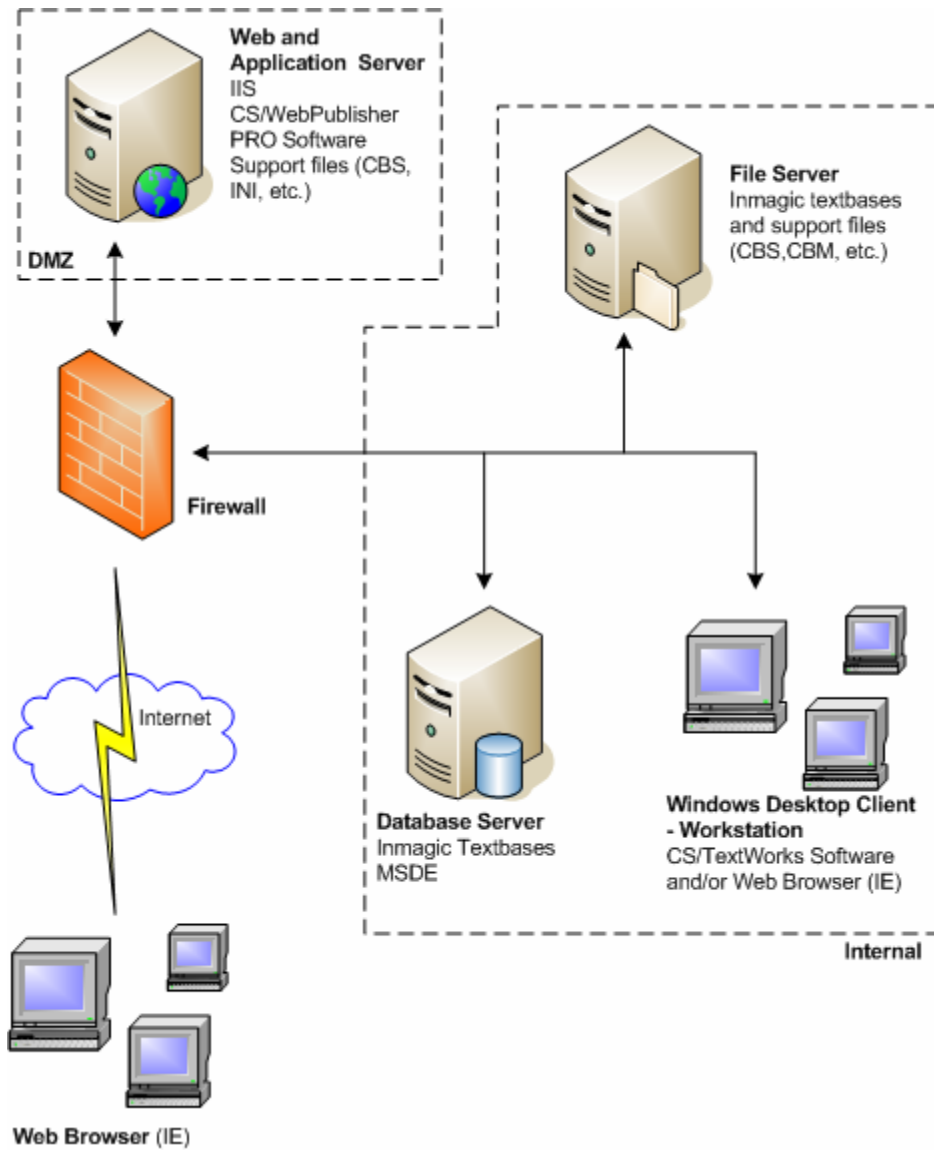 Web and
Application Server
IIS
CS/WebPublisher
PRO Software
Support files (CBS,
INI, etc.)
DMZ
File Server
Inmagic textbases
and support files
(CBS,CBM, etc.)
Firewall
Internet
Database Server
Inmagic Textbases
MSDE
Windows Desktop Client
- Workstation
CS/TextWorks Software
and/or Web Browser (IE)
Internal
Web Browser (IE)